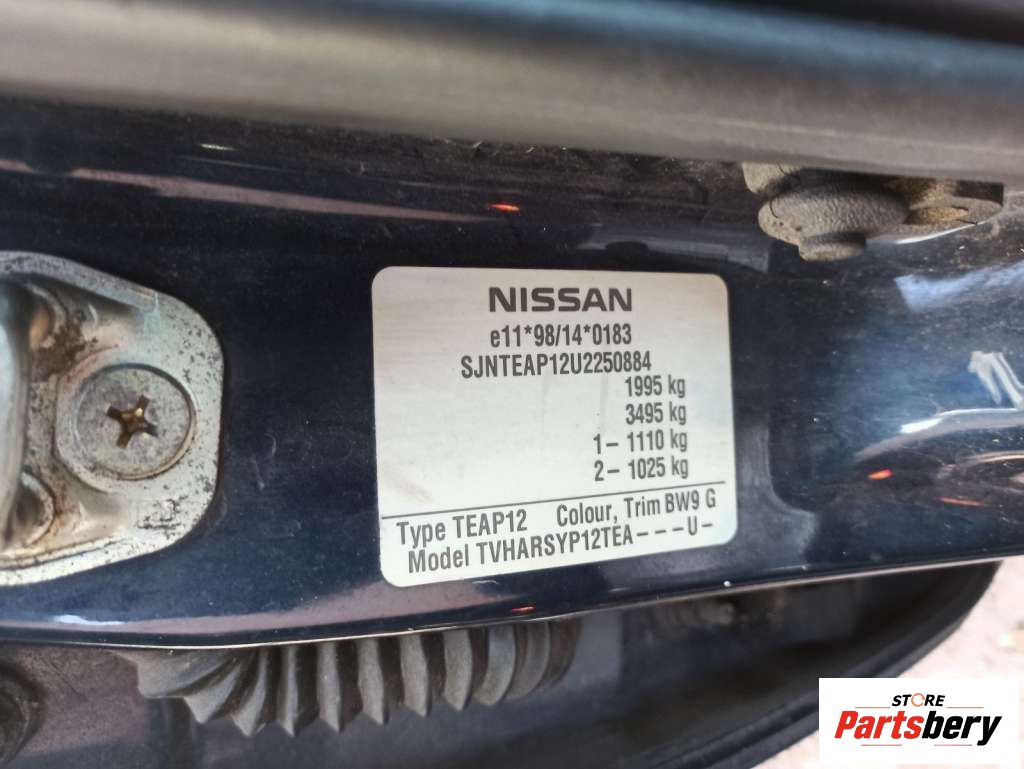 NISSAN
e11*98/14*0183
SJNTEAP12U2250884
1995 kg
3495 kg
1– 1110 kg
2– 1025 kg
Type TEAP12 Colour, Trim BW9 G
Model TVHARSYP12TEA– – –U–
STORE
Partsbery